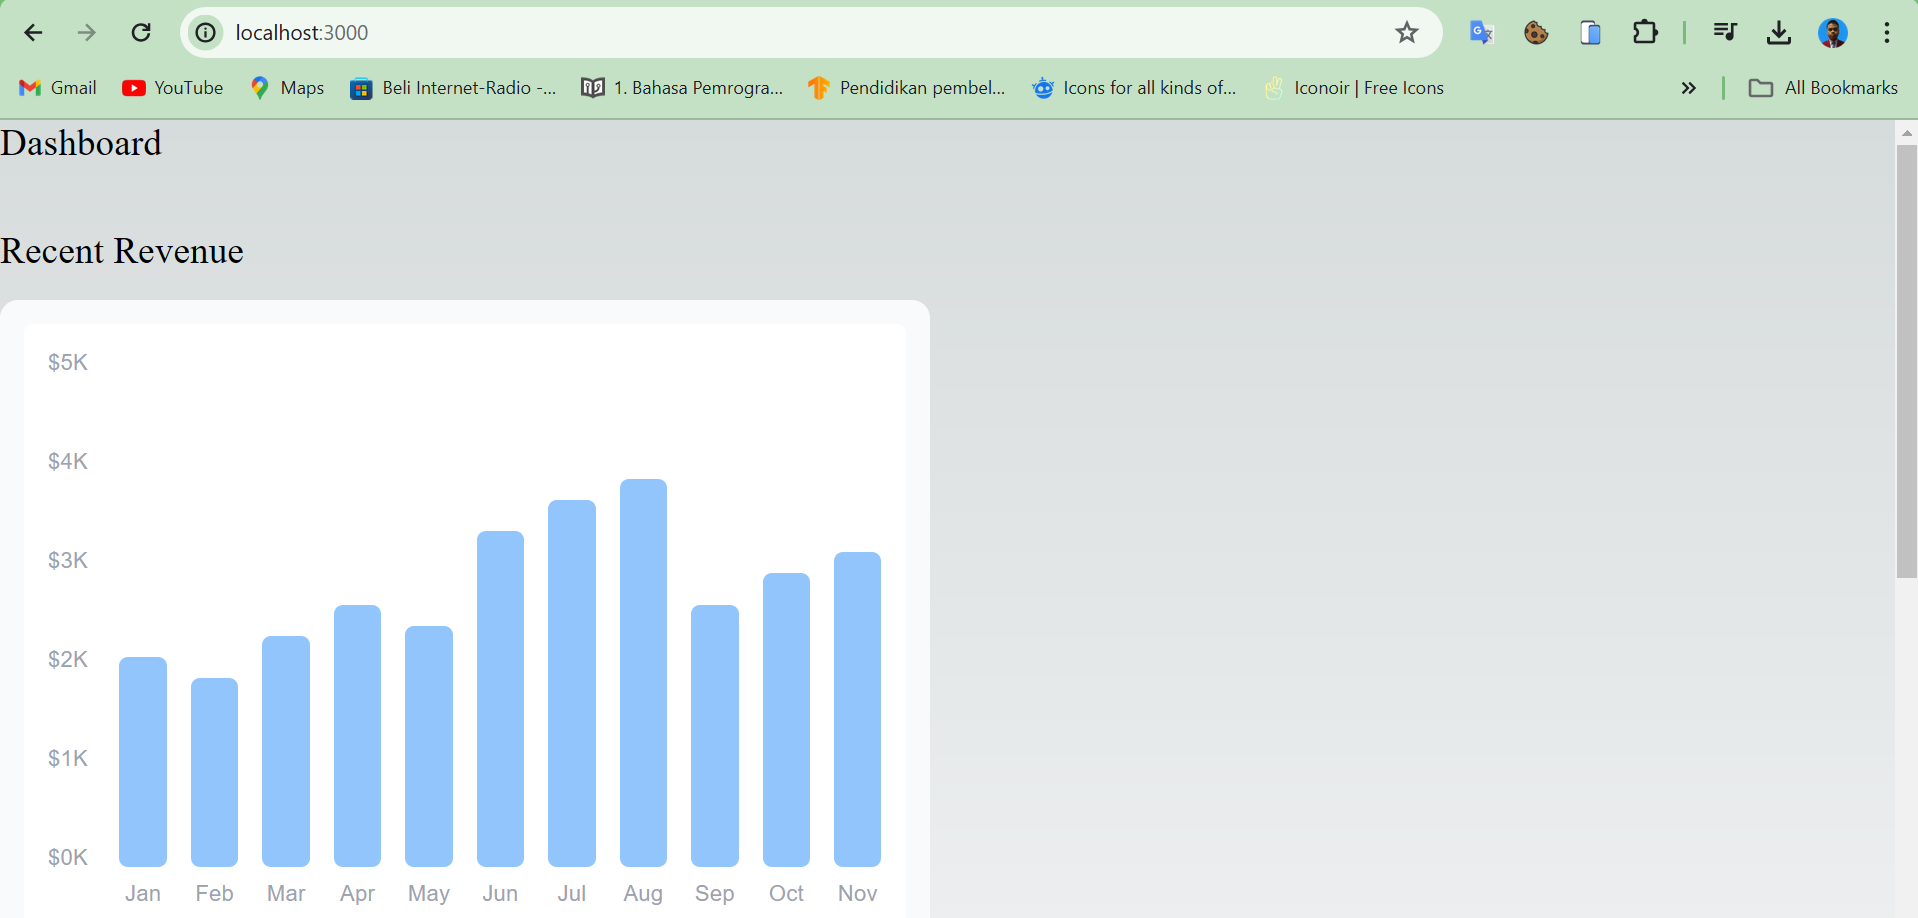 localhost:3000
Gmail YouTube Maps Beli Internet-Radio -... 1. Bahasa Pemrogra... Pendidikan pembel... Icons for all kinds of... Iconoir | Free Icons » All Bookmarks
Dashboard
Recent Revenue
$5K
$4K
$3K
$2K
$1K
$0K
Jan Feb Mar Apr May Jun Jul Aug Sep Oct Nov